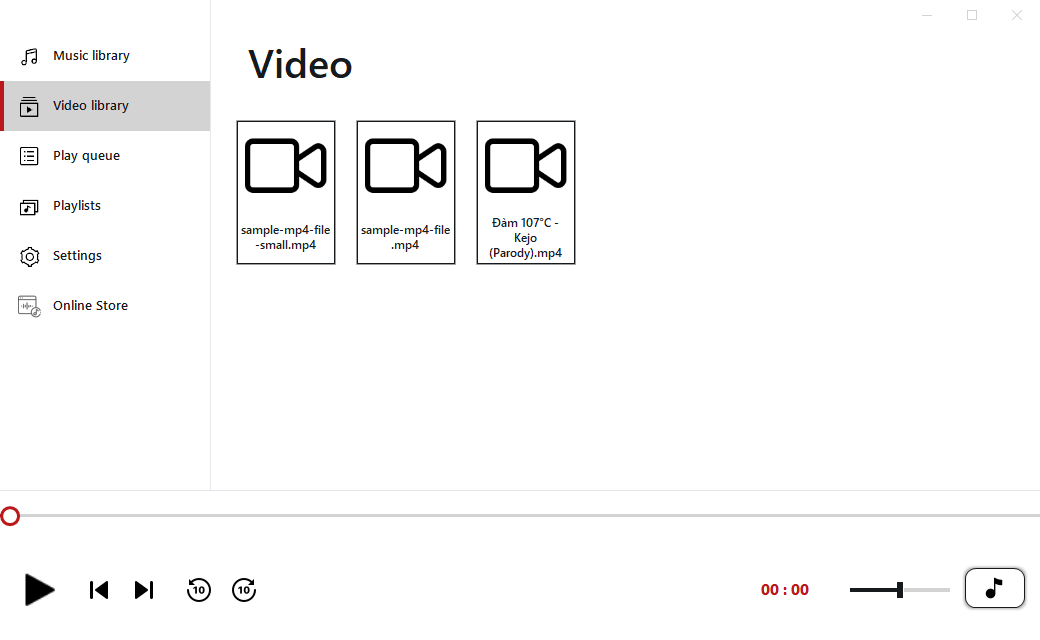 Music library
Video library
Play queue
Playlists
Settings
Online Store
Video
sample-mp4-file
-small.mp4
sample-mp4-file
.mp4
Đàm 107°C -
Kejo
(Parody).mp4
10
10
00 : 00